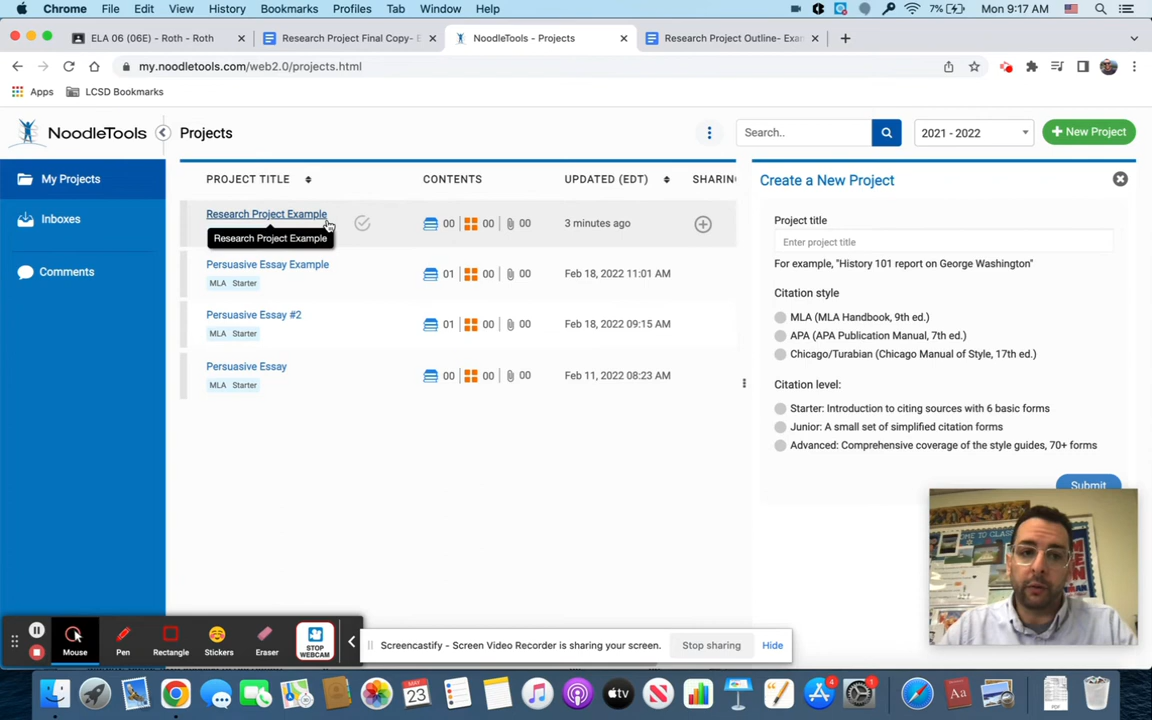 Chrome File Edit View History Bookmarks Profiles Tab Window Help 7% Mon 9:17 AM
ELA 06 (06E) - Roth - Roth
Research Project Final Copy- E
NoodleTools - Projects
Research Project Outline- Exa
my.noodletools.com/web2.0/projects.html
Apps LCSD Bookmarks
NoodleTools
Projects
Search..
2021 - 2022
+ New Project
My Projects
Inboxes
Comments
PROJECT TITLE CONTENTS UPDATED (EDT) SHARIN
Research Project Example 00 00 00 3 minutes ago
Research Project Example
Persuasive Essay Example 01 00 00 Feb 18, 2022 11:01 AM
MLA Starter
Persuasive Essay #2 01 00 00 Feb 18, 2022 09:15 AM
MLA Starter
Persuasive Essay 00 00 00 Feb 11, 2022 08:23 AM
MLA Starter
Create a New Project
Project title
Enter project title
For example, "History 101 report on George Washington"
Citation style
MLA (MLA Handbook, 9th ed.)
APA (APA Publication Manual, 7th ed.)
Chicago/Turabian (Chicago Manual of Style, 17th ed.)
Citation level:
Starter: Introduction to citing sources with 6 basic forms
Junior: A small set of simplified citation forms
Advanced: Comprehensive coverage of the style guides, 70+ forms
Submit
Mouse Pen Rectangle Stickers Eraser STOP WEBCAM
Screencastify - Screen Video Recorder is sharing your screen. Stop sharing Hide
MAY
23
tv
4
1
Aa
PDF